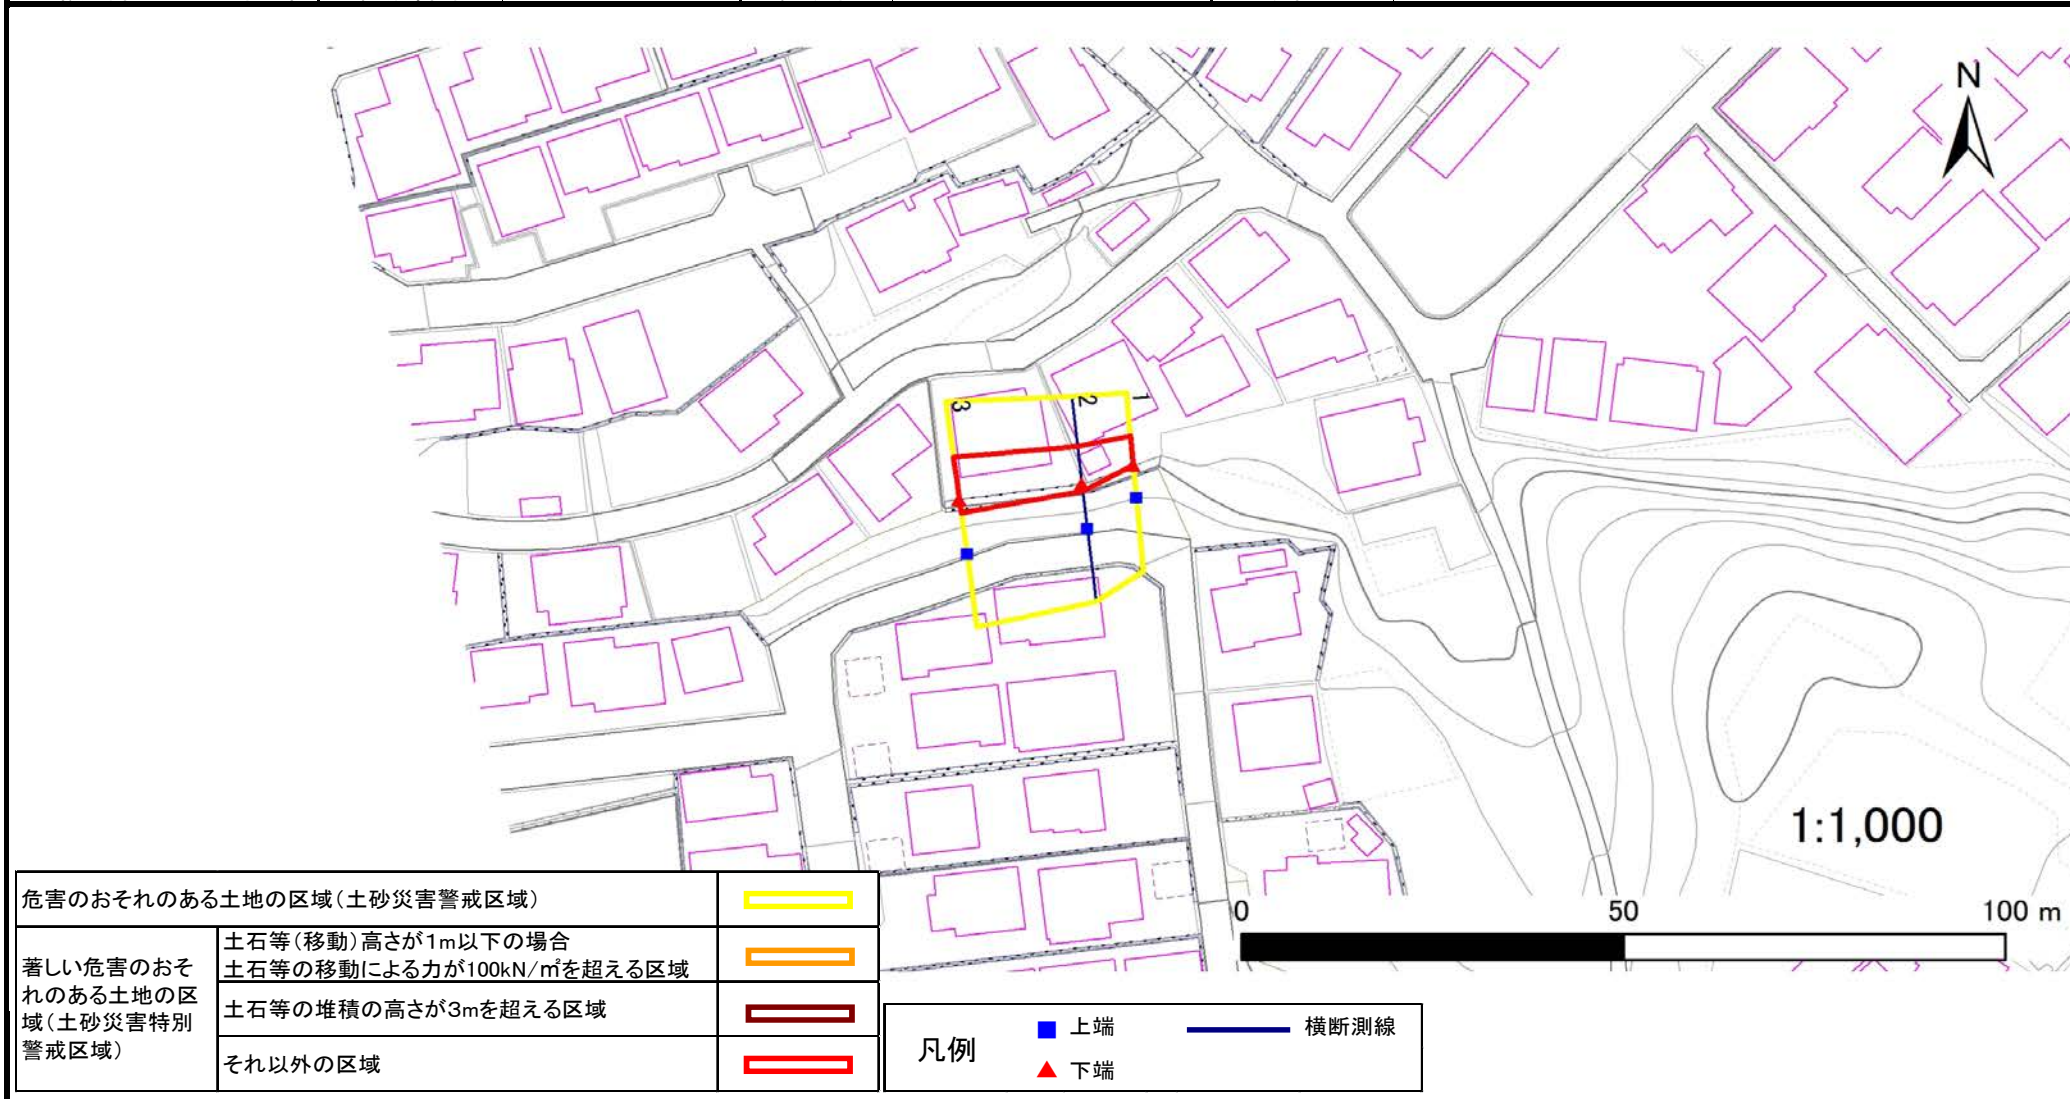 N
3
2
1
1:1,000
0
50
100 m
危害のおそれのある土地の区域(土砂災害警戒区域)
著しい危害のおそ
れのある土地の区
域(土砂災害特別
警戒区域)
土石等(移動)高さが1m以下の場合
土石等の移動による力が100kN/㎡を超える区域
土石等の堆積の高さが3mを超える区域
それ以外の区域
凡例
上端
横断測線
下端